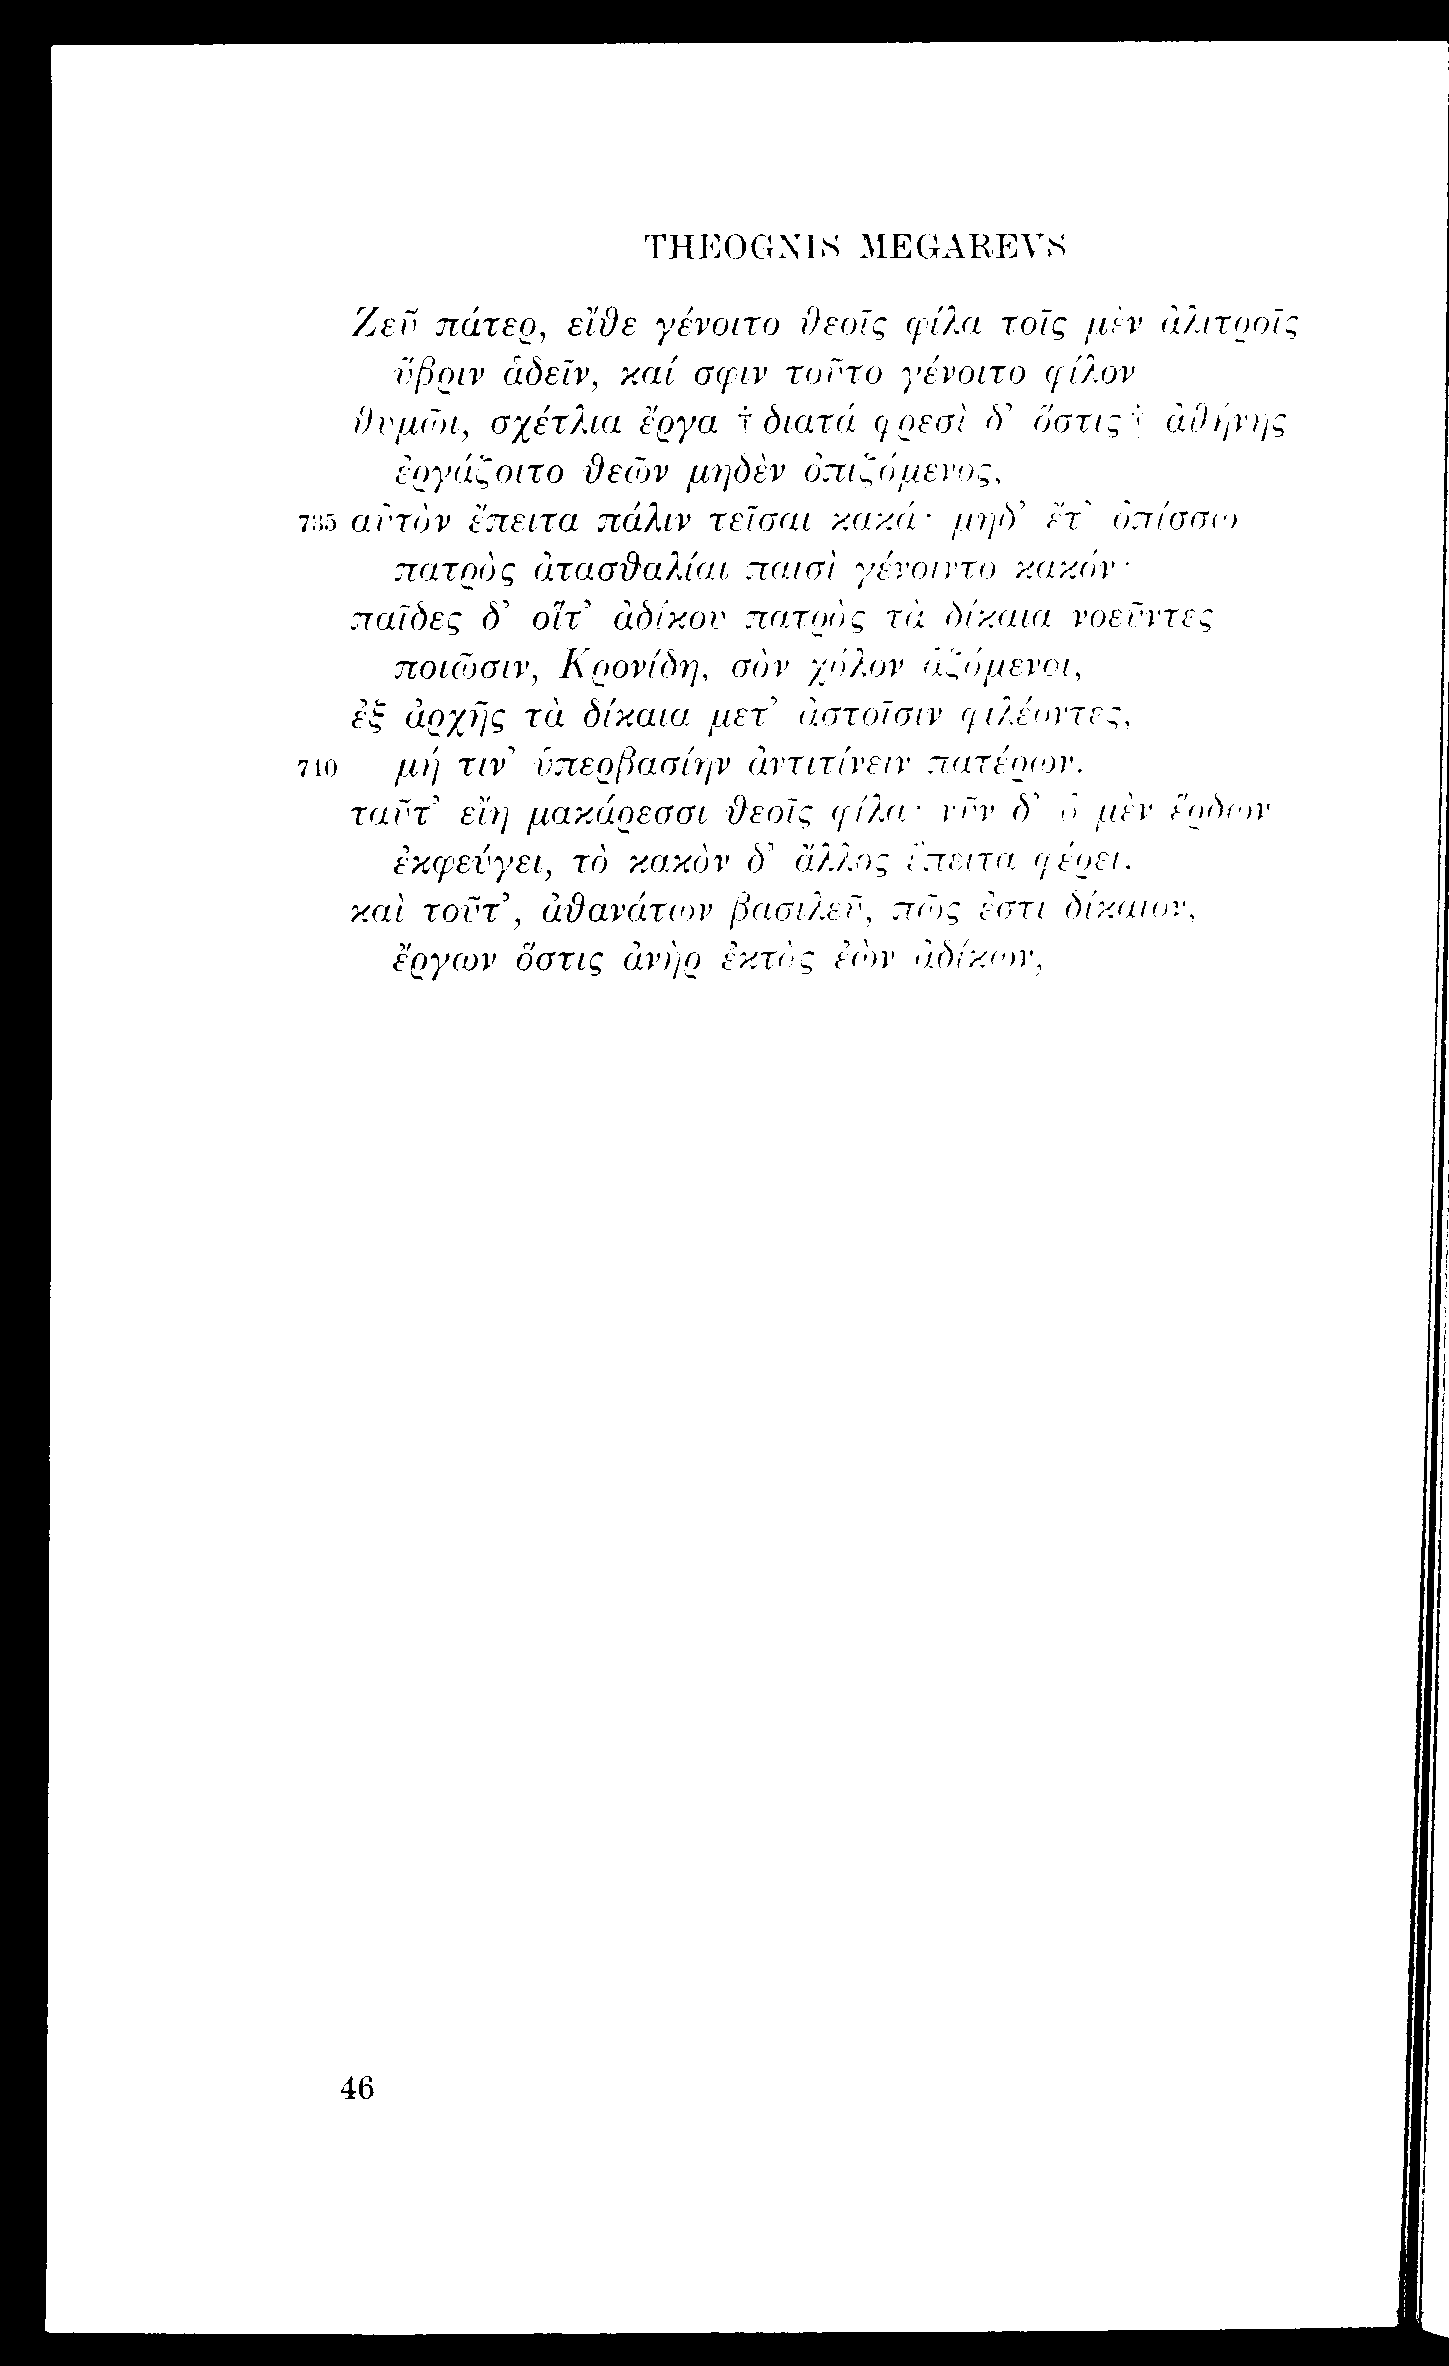 THEOGNIS MEGAREVS
Ζεῦ πάτερ, εἴθε γένοιτο θεοῖς φίλα τοῖς μὲν ἀλιτροῖς
ὕβριν ἁδεῖν, καί σφιν τοῦτο γένοιτο φίλον
θυμῶι, σχέτλια ἔργα † διατά φρεσὶ δ’ ὅστις † ἀθήνης
ἐργάζοιτο θεῶν μηδὲν ὀπιζόμενος,
735 αὐτὸν ἔπειτα πάλιν τεῖσαι κακά· μηδ’ ἔτ’ ὀπίσσω
πατρὸς ἀτασθαλίαι παισὶ γένοιντο κακόν·
παῖδες δ’ οἵτ’ ἀδίκου πατρὸς τὰ δίκαια νοεῦντες
ποιῶσιν, Κρονίδη, σὸν χόλον ἁζόμενοι,
ἐξ ἀρχῆς τὰ δίκαια μετ’ ἀστοῖσιν φιλέοντες,
740 μή τιν’ ὑπερβασίην ἀντιτίνειν πατέρων.
ταῦτ’ εἴη μακάρεσσι θεοῖς φίλα· νῦν δ’ ὁ μὲν ἔρδων
ἐκφεύγει, τὸ κακὸν δ’ ἄλλος ἔπειτα φέρει.
καὶ τοῦτ’, ἀθανάτων βασιλεῦ, πῶς ἐστι δίκαιον,
ἔργων ὅστις ἀνὴρ ἐκτὸς ἐὼν ἀδίκων,
46